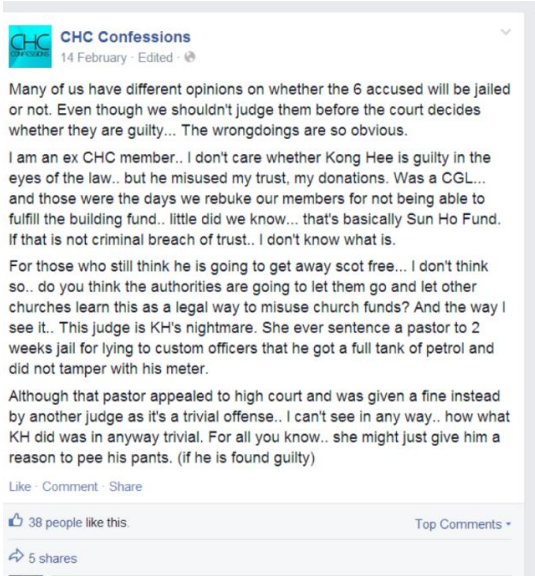 CHC
CONFESSIONS
CHC Confessions
14 February · Edited ·
Many of us have different opinions on whether the 6 accused will be jailed
or not. Even though we shouldn't judge them before the court decides
whether they are guilty... The wrongdoings are so obvious.
I am an ex CHC member.. I don't care whether Kong Hee is guilty in the
eyes of the law.. but he misused my trust, my donations. Was a CGL...
and those were the days we rebuke our members for not being able to
fulfill the building fund.. little did we know... that's basically Sun Ho Fund.
If that is not criminal breach of trust.. I don't know what is.
For those who still think he is going to get away scot free... I don't think
so.. do you think the authorities are going to let them go and let other
churches learn this as a legal way to misuse church funds? And the way I
see it.. This judge is KH's nightmare. She ever sentence a pastor to 2
weeks jail for lying to custom officers that he got a full tank of petrol and
did not tamper with his meter.
Although that pastor appealed to high court and was given a fine instead
by another judge as it's a trivial offense.. I can't see in any way.. how what
KH did was in anyway trivial. For all you know.. she might just give him a
reason to pee his pants. (if he is found guilty)
Like · Comment · Share
38 people like this.
Top Comments
5 shares